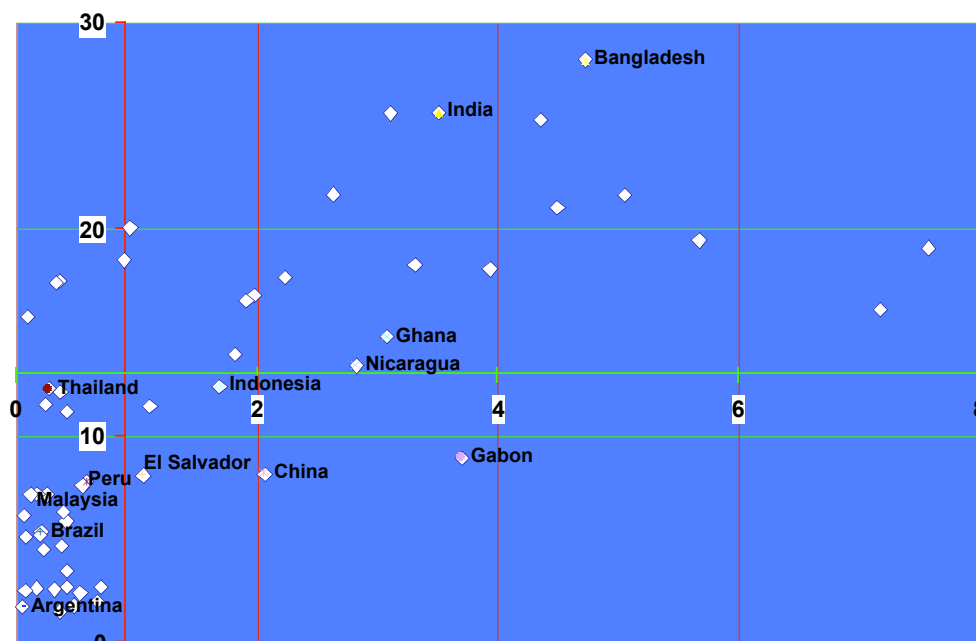 30
Bangladesh
India
20
Ghana
Nicaragua
Indonesia
Thailand
0 2 4 6 8
10
El Salvador
Gabon
China
Peru
Malaysia
Brazil
Argentina
0